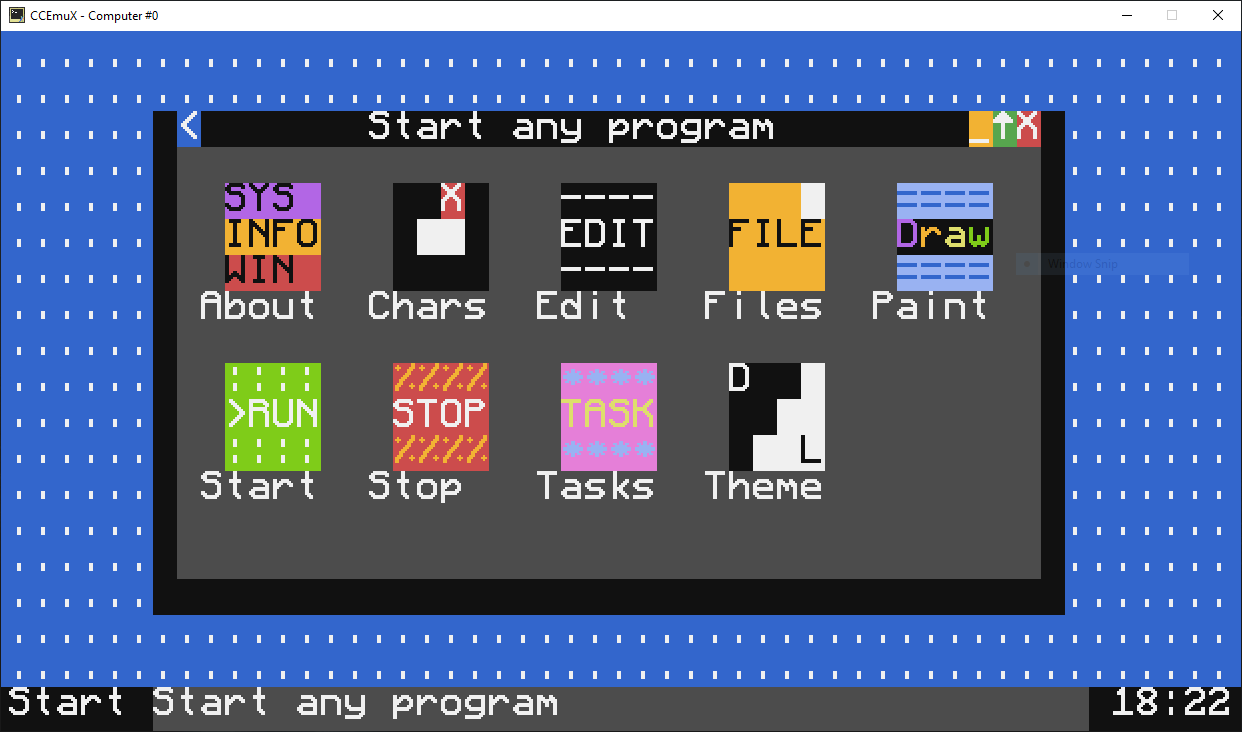 CCEmuX - Computer #0
< Start any program _↑X
SYS X ---- FILE
INFO EDIT Draw
WIN ----
About Chars Edit Files Paint
Window Snip
>RUN STOP TASK D L
Start Stop Tasks Theme
Start Start any program 18:22